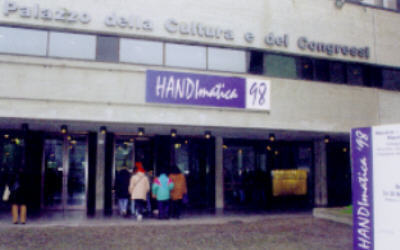 Palazzo della Cultura e dei Congressi
HANDImatica 98
HANDImatica '98